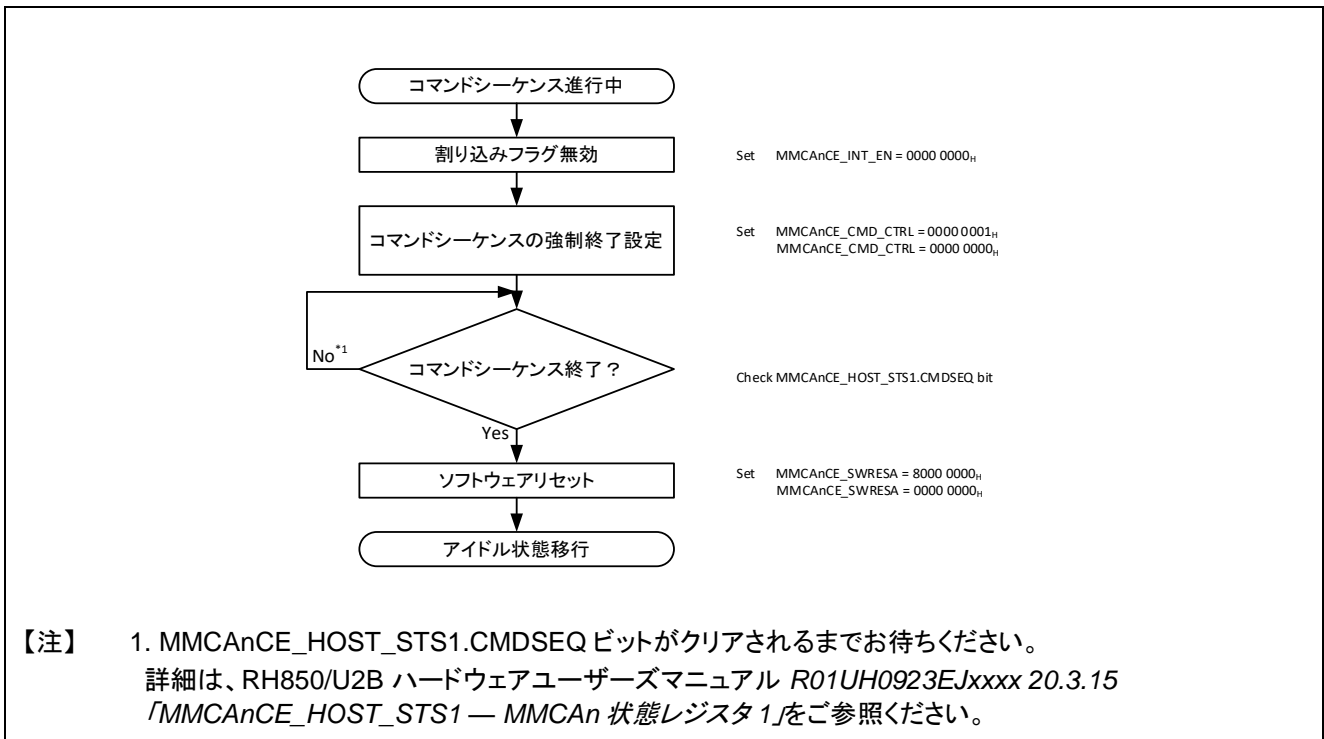 コマンドシーケンス進行中
割り込みフラグ無効
Set MMCAnCE_INT_EN = 0000 0000H
コマンドシーケンスの強制終了設定
Set MMCAnCE_CMD_CTRL = 0000 0001H
MMCAnCE_CMD_CTRL = 0000 0000H
No*1
コマンドシーケンス終了？
Check MMCAnCE_HOST_STS1.CMDSEQ bit
Yes
ソフトウェアリセット
Set MMCAnCE_SWRESA = 8000 0000H
MMCAnCE_SWRESA = 0000 0000H
アイドル状態移行
【注】 1. MMCAnCE_HOST_STS1.CMDSEQ ビットがクリアされるまでお待ちください。
詳細は、RH850/U2B ハードウェアユーザーズマニュアル R01UH0923EJxxxx 20.3.15
「MMCAnCE_HOST_STS1 — MMCAn 状態レジスタ 1」をご参照ください。